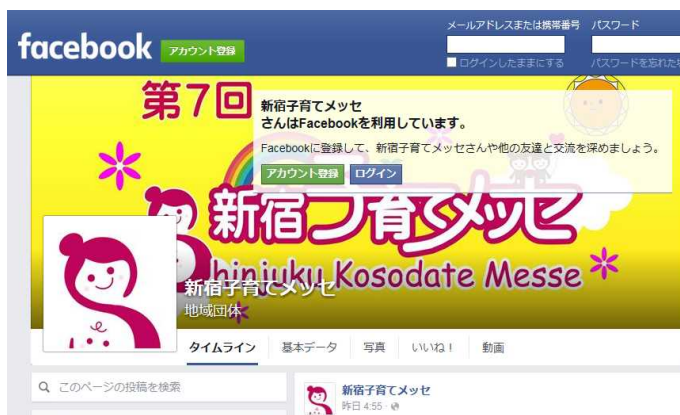 メールアドレスまたは携帯番号 パスワード
facebook アカウント登録
ログインしたままにする パスワードを忘れた
第7回
新宿子育てメッセ
さんはFacebookを利用しています。
Facebookに登録して、新宿子育てメッセさんや他の友達と交流を深めましょう。
アカウント登録 ログイン
新宿子育てメッセ
Shinjuku Kosodate Messe
新宿子育てメッセ
地域団体
タイムライン 基本データ 写真 いいね！ 動画
このページの投稿を検索
新宿子育てメッセ
昨日 4:55